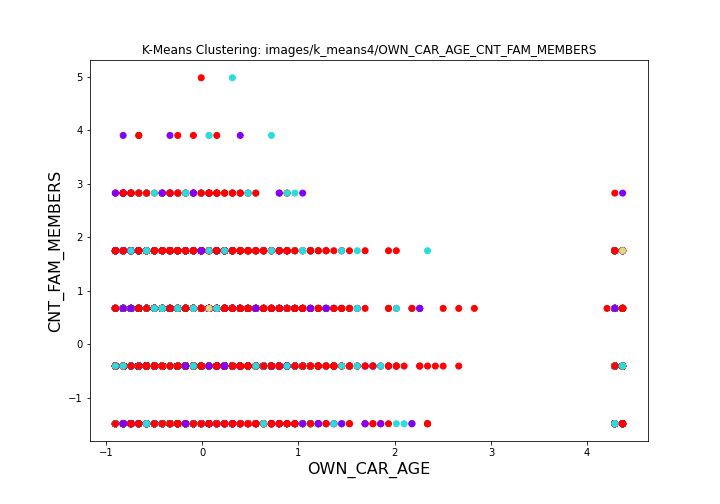 K-Means Clustering: images/k_means4/OWN_CAR_AGE_CNT_FAM_MEMBERS
5
4
3
2
1
0
−1
CNT_FAM_MEMBERS
−1 0 1 2 3 4
OWN_CAR_AGE